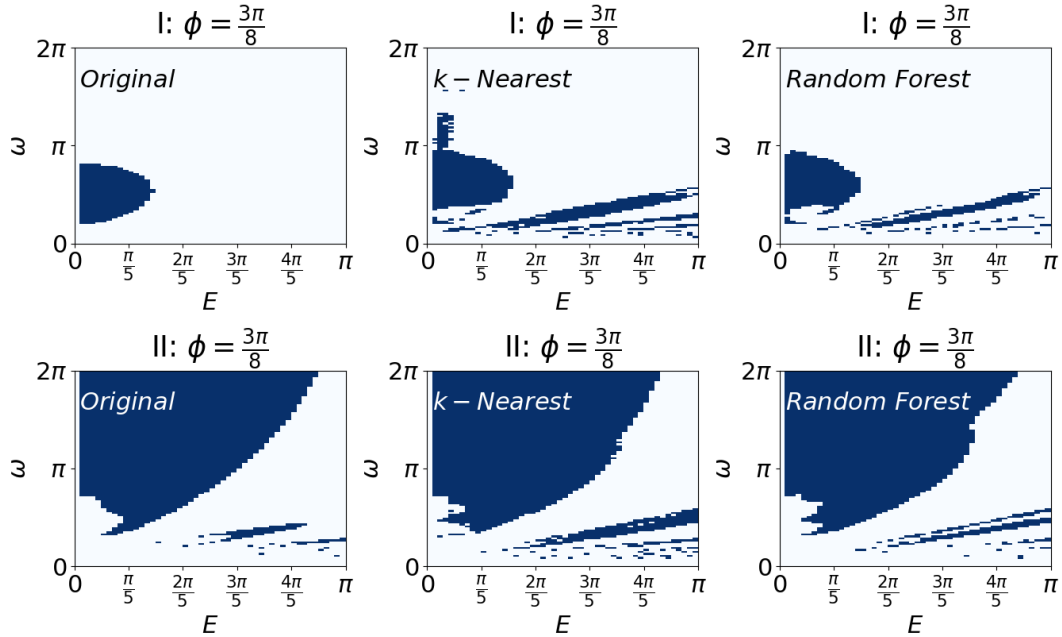 I: ϕ = 3π/8
I: ϕ = 3π/8
I: ϕ = 3π/8
2π
Original
2π
k − Nearest
2π
Random Forest
ω
π
ω
π
ω
π
0
0
0
0 π/5 2π/5 3π/5 4π/5 π
0 π/5 2π/5 3π/5 4π/5 π
0 π/5 2π/5 3π/5 4π/5 π
E
E
E
II: ϕ = 3π/8
II: ϕ = 3π/8
II: ϕ = 3π/8
2π
Original
2π
k − Nearest
2π
Random Forest
ω
π
ω
π
ω
π
0
0
0
0 π/5 2π/5 3π/5 4π/5 π
0 π/5 2π/5 3π/5 4π/5 π
0 π/5 2π/5 3π/5 4π/5 π
E
E
E